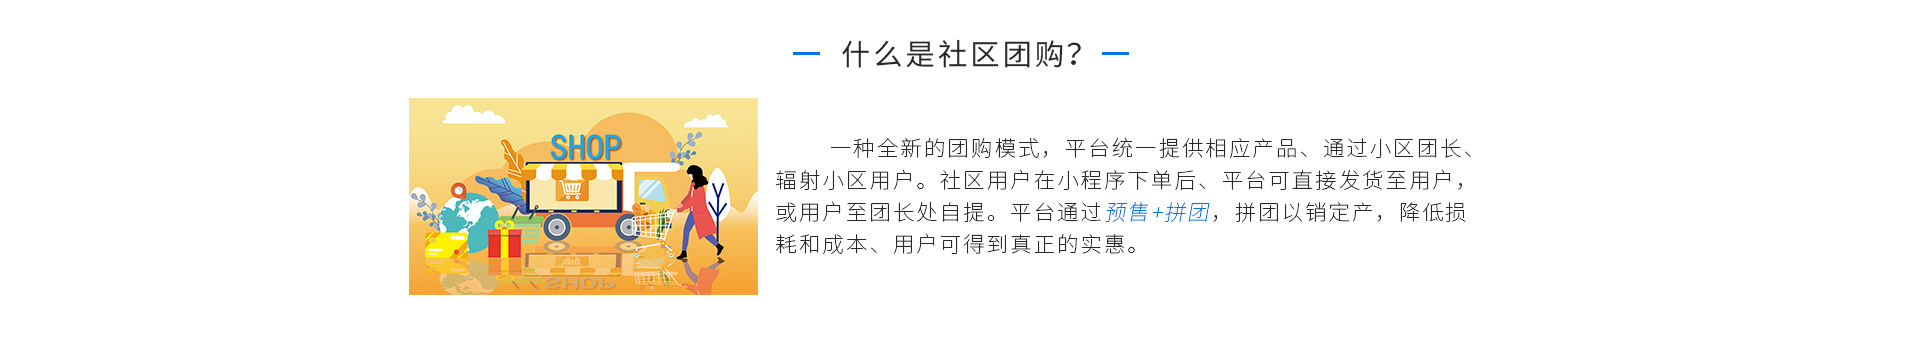 什么是社区团购?
SHOP
一种全新的团购模式，平台统一提供相应产品、通过小区团长、
辐射小区用户。社区用户在小程序下单后、平台可直接发货至用户，
或用户至团长处自提。平台通过预售+拼团，拼团以销定产，降低损
耗和成本、用户可得到真正的实惠。